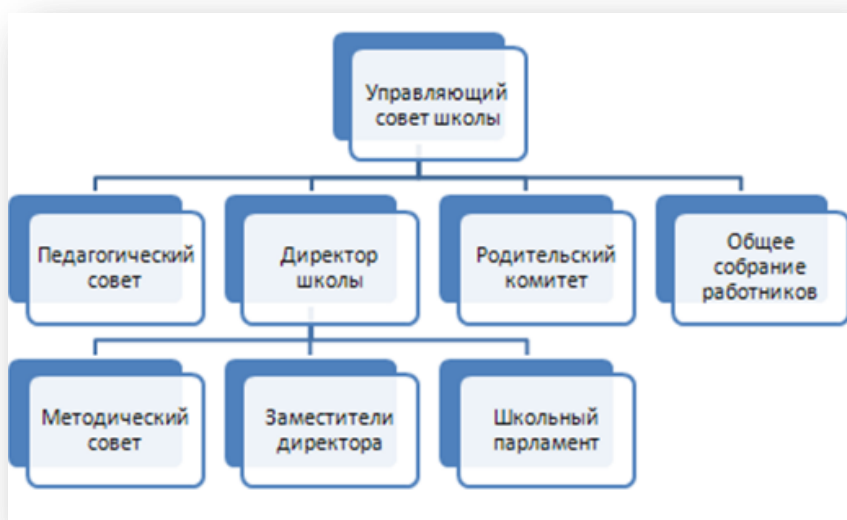 Управляющий
совет школы
Педагогический
совет
Директор
школы
Родительский
комитет
Общее
собрание
работников
Методический
совет
Заместители
директора
Школьный
парламент